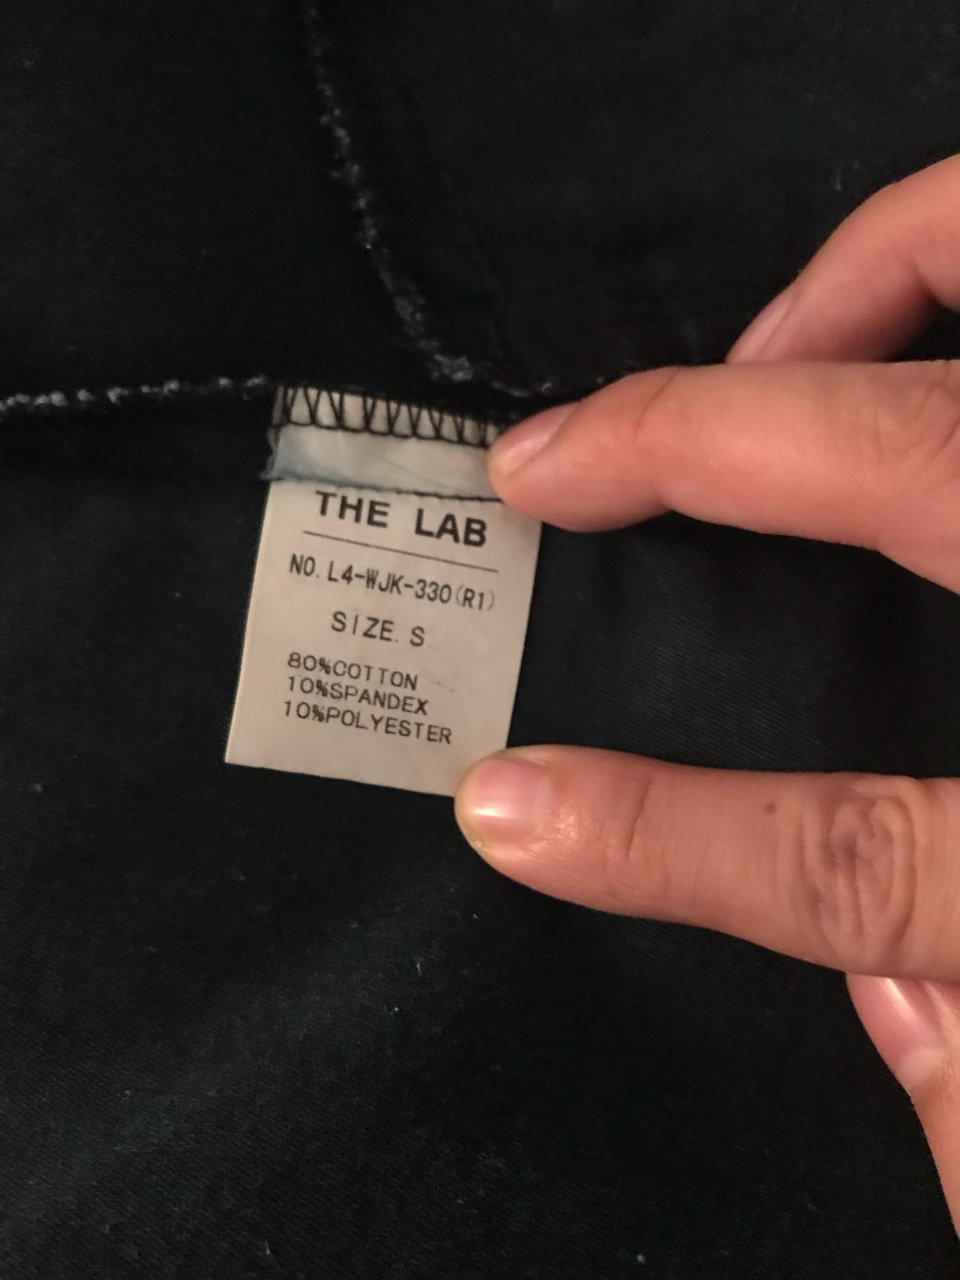 THE LAB
NO. L4-WJK-330(R1)
SIZE. S
80%COTTON
10%SPANDEX
10%POLYESTER